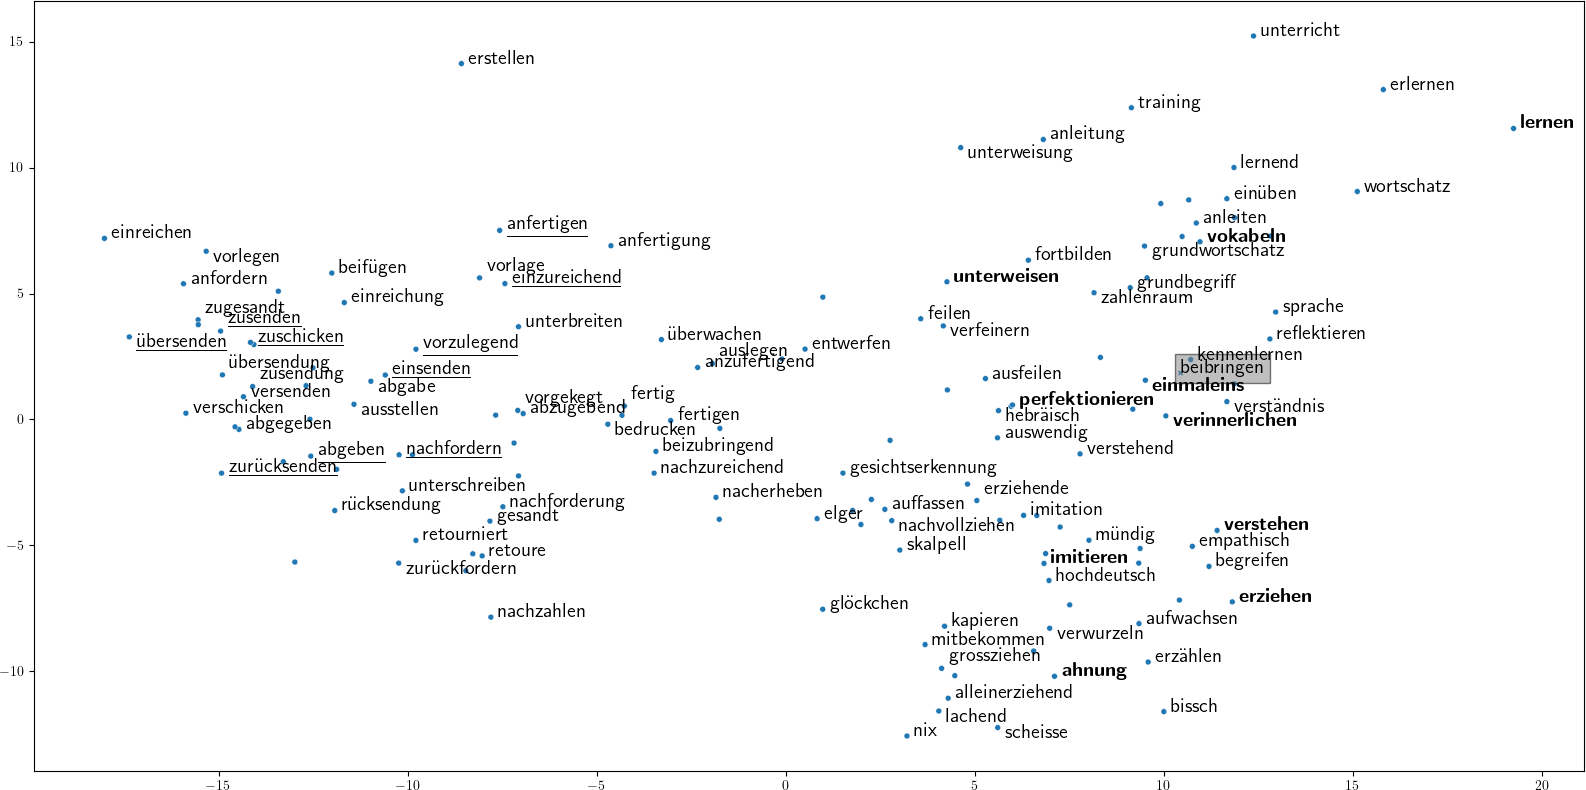 15
10
5
0
−5
−10
unterricht
erstellen
erlernen
training
lernen
anleitung
unterweisung
lernend
wortschatz
einüben
anleiten
anfertigen
einreichen
vokabeln
anfertigung
grundwortschatz
vorlegen
fortbilden
vorlage
beifügen
anfordern
einzureichend
unterweisen
grundbegriff
zahlenraum
einreichung
zugesandt
sprache
feilen
zusenden
unterbreiten
verfeinern
zuschicken
überwachen
reflektieren
übersenden
vorzulegend
entwerfen
auslegen
kennenlernen
übersendung
anzufertigend
einsenden
beibringen
zusendung
ausfeilen
abgabe
einmaleins
versenden
fertig
vorgekegt
perfektionieren
verschicken
ausstellen
abzugebend
verständnis
fertigen
hebräisch
verinnerlichen
abgegeben
bedrucken
auswendig
beizubringend
abgeben
nachfordern
verstehend
zurücksenden
nachzureichend
gesichtserkennung
unterschreiben
nacherheben
erziehende
rücksendung
nachforderung
auffassen
imitation
gesandt
elger
nachvollziehen
verstehen
retourniert
mündig
empathisch
retoure
skalpell
imitieren
begreifen
zurückfordern
hochdeutsch
erziehen
nachzahlen
glöckchen
kapieren
aufwachsen
mitbekommen
verwurzeln
grossziehen
erzählen
ahnung
alleinerziehend
bissch
lachend
nix
scheisse
−15
−10
−5
0
5
10
15
20